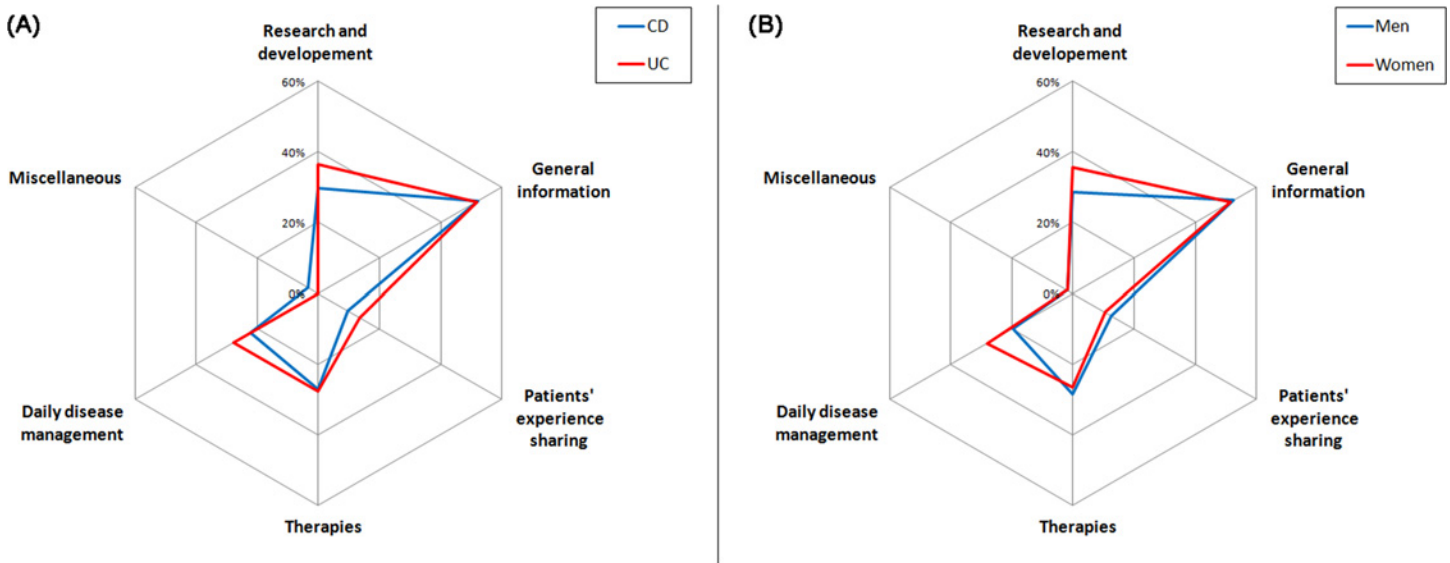 (A)
CD
UC
Research and
developement
60%
40%
20%
0%
General
information
Patients'
experience
sharing
Therapies
Daily disease
management
Miscellaneous
(B)
Men
Women
Research and
developement
60%
40%
20%
0%
General
information
Patients'
experience
sharing
Therapies
Daily disease
management
Miscellaneous